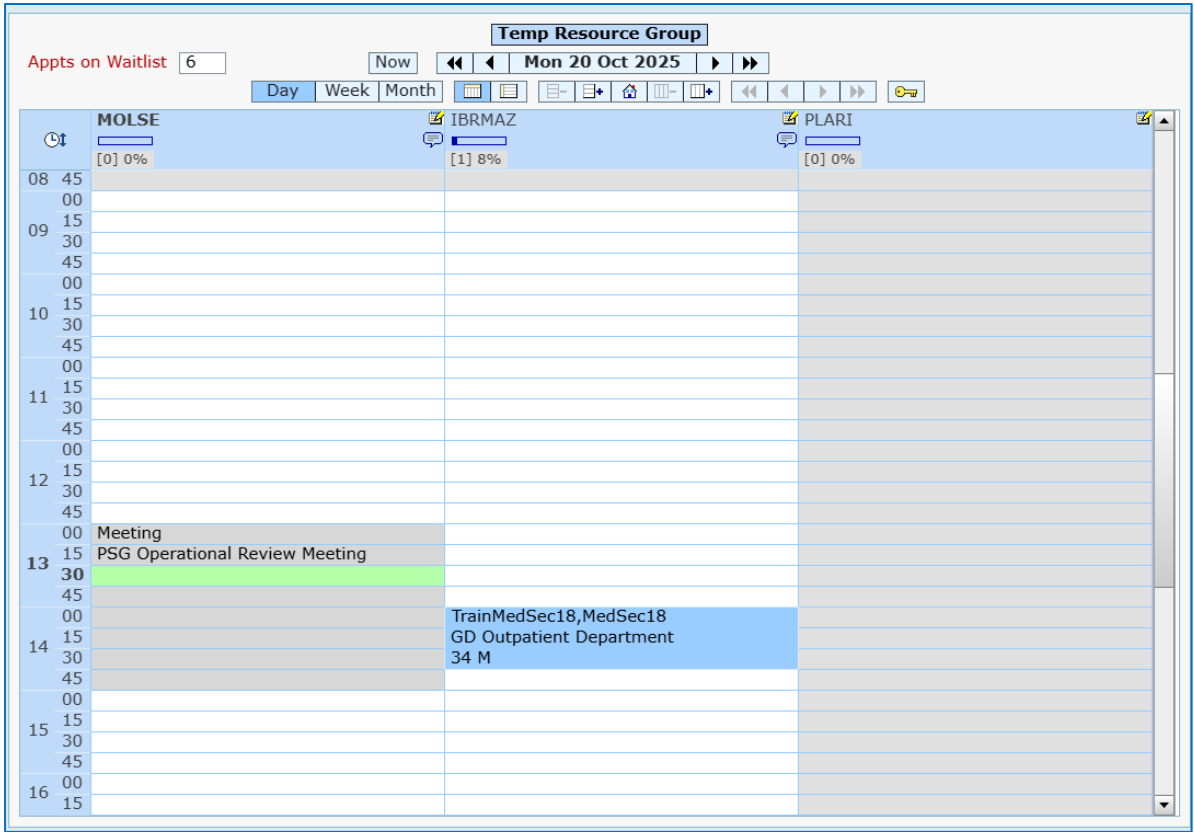 Temp Resource Group
Appts on Waitlist 6 Now Mon 20 Oct 2025
Day Week Month
MOLSE IBRMAZ PLARI
[0] 0% [1] 8% [0] 0%
08 45
00
09 15
30
45
00
10 15
30
45
00
11 15
30
45
00
12 15
30
45
00 Meeting
13 15 PSG Operational Review Meeting
30
45
00 TrainMedSec18,MedSec18
14 15 GD Outpatient Department
30 34 M
45
00
15 15
30
45
16 00
15